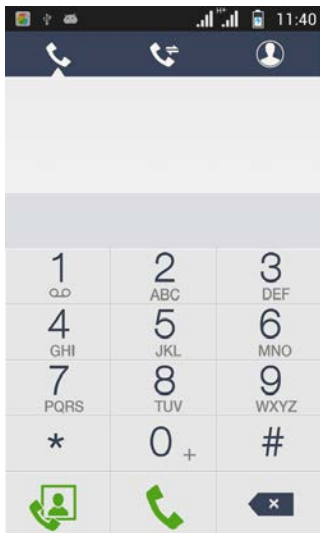 H+ 11:40
1 2 3
ABC DEF
4 5 6
GHI JKL MNO
7 8 9
PQRS TUV WXYZ
* 0 + #